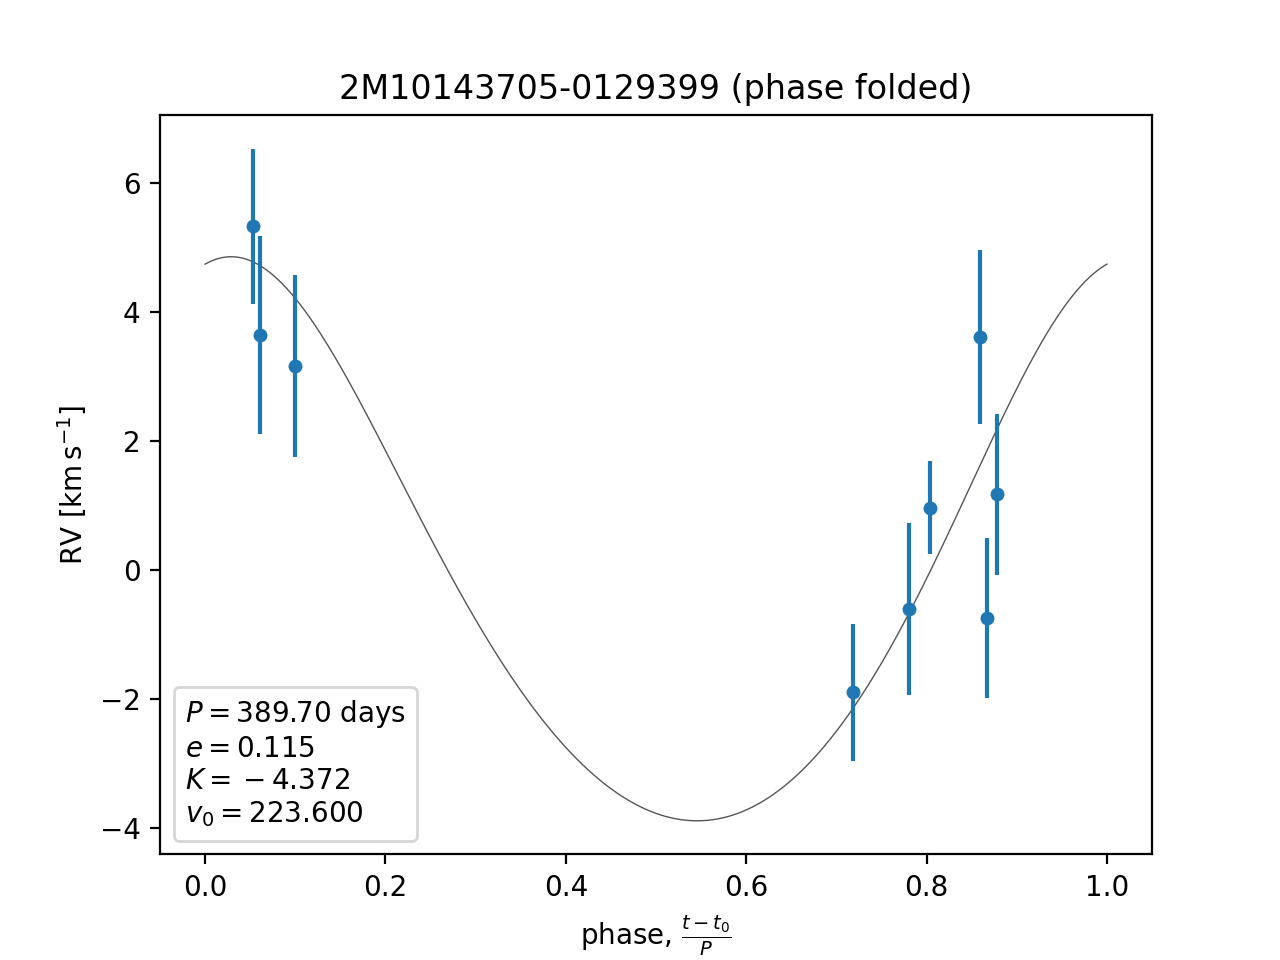 2M10143705-0129399 (phase folded)
RV [km s⁻¹]
6
4
2
0
−2
−4
P = 389.70 days
e = 0.115
K = −4.372
v₀ = 223.600
0.0 0.2 0.4 0.6 0.8 1.0
phase, (t − t₀)/P